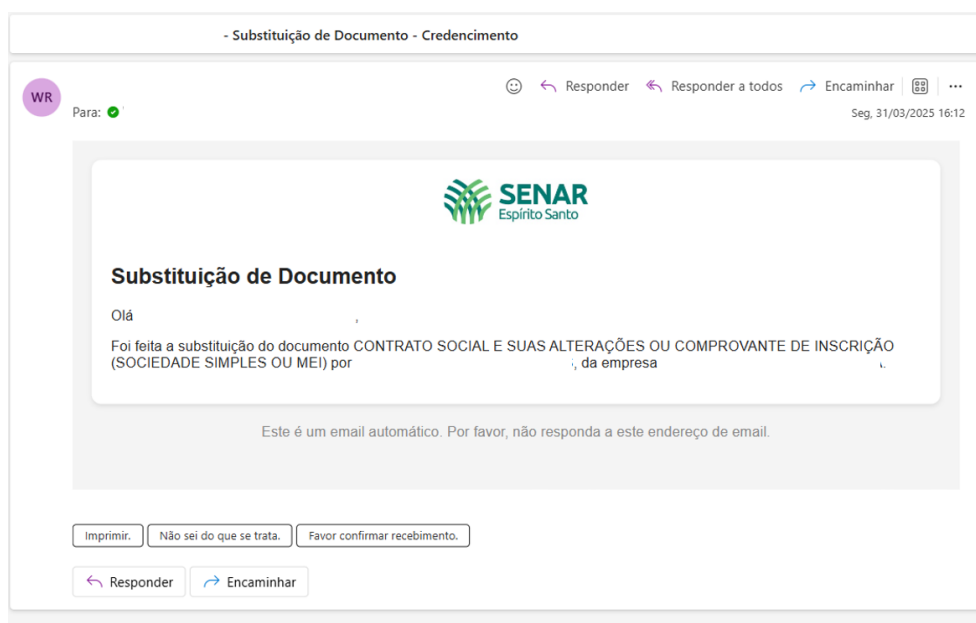 - Substituição de Documento - Credencimento
WR
Responder
Responder a todos
Encaminhar
Para:
Seg, 31/03/2025 16:12
SENAR
Espírito Santo
Substituição de Documento
Olá ,
Foi feita a substituição do documento CONTRATO SOCIAL E SUAS ALTERAÇÕES OU COMPROVANTE DE INSCRIÇÃO
(SOCIEDADE SIMPLES OU MEI) por , da empresa .
Este é um email automático. Por favor, não responda a este endereço de email.
Imprimir.
Não sei do que se trata.
Favor confirmar recebimento.
Responder
Encaminhar